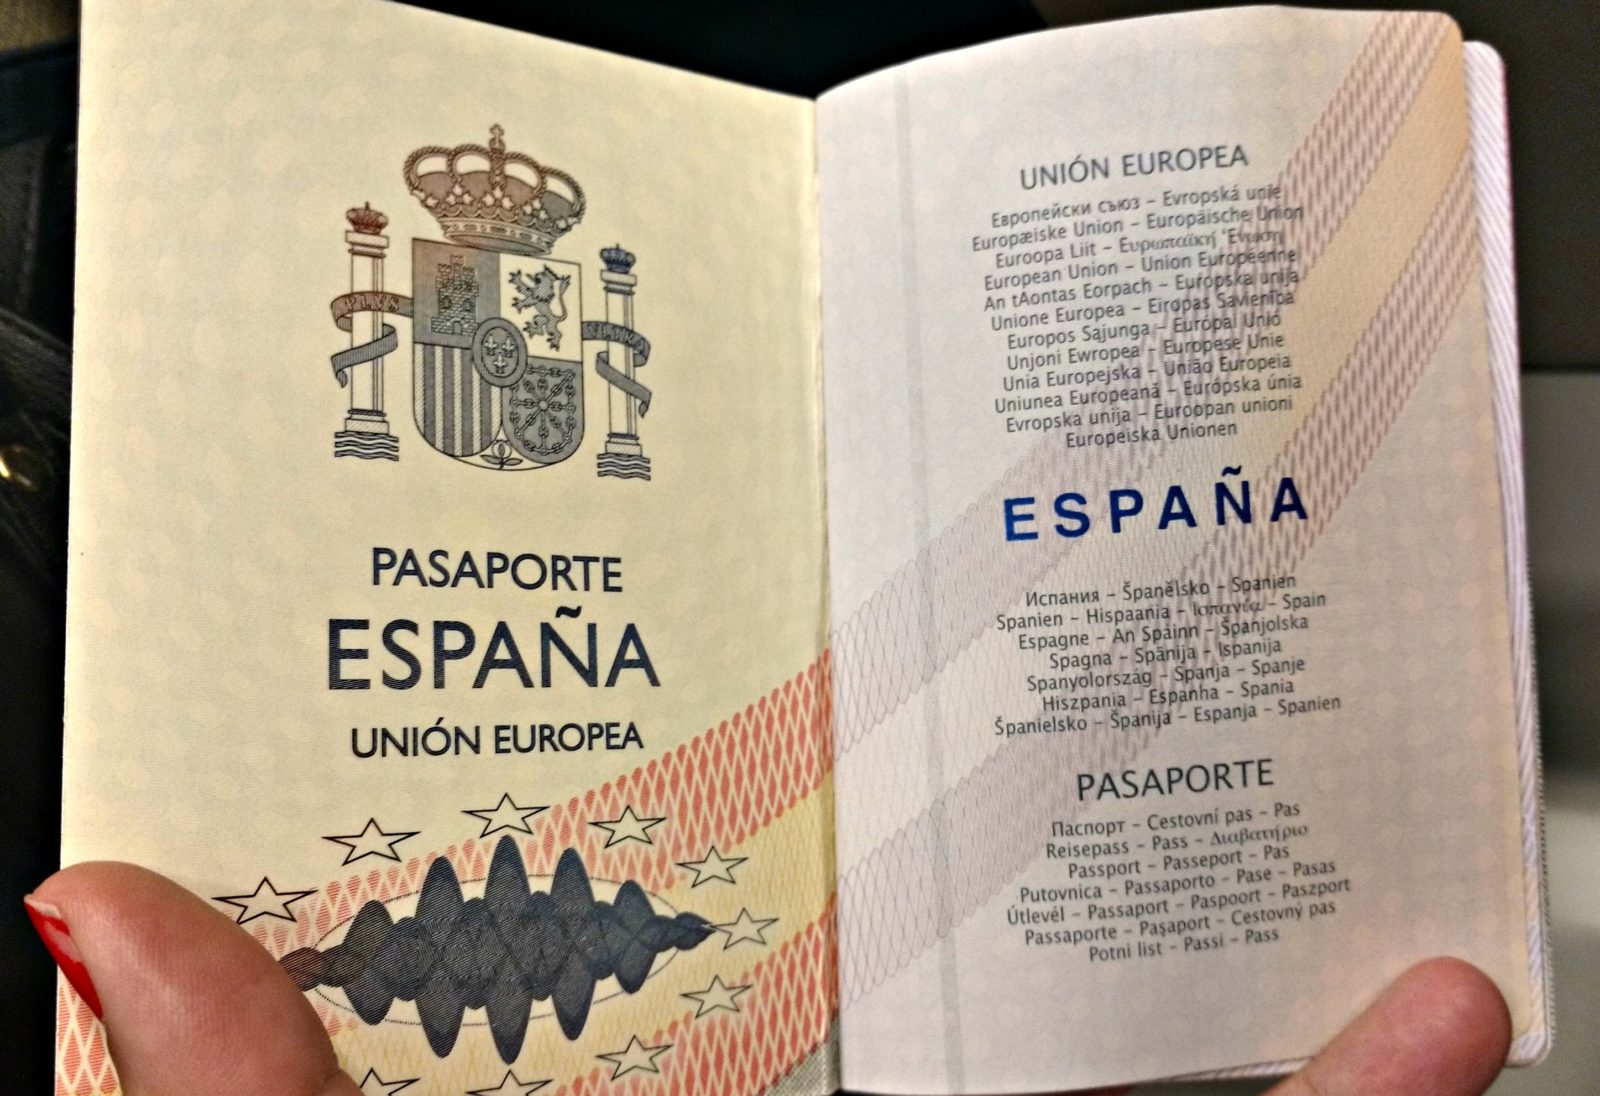 PLVS
VLTRA
PASAPORTE
ESPAÑA
UNIÓN EUROPEA
UNIÓN EUROPEA
Европейски съюз – Evropská unie
Europæiske Union – Europäische Union
Euroopa Liit – Ευρωπαϊκή Ένωση
European Union – Union Européenne
An tAontas Eorpach – Europska unija
Unione Europea – Eiropas Savienība
Europos Sąjunga – Európai Unió
Unjoni Ewropea – Europese Unie
Unia Europejska – União Europeia
Uniunea Europeană – Európska únia
Evropska unija – Euroopan unioni
Europeiska Unionen
ESPAÑA
Испания – Španělsko – Spanien
Spanien – Hispaania – Ισπανία – Spain
Espagne – An Spáinn – Španjolska
Spagna – Spānija – Ispanija
Spanyolország – Spanja – Spanje
Hiszpania – Espanha – Spania
Španielsko – Španija – Espanja – Spanien
PASAPORTE
Паспорт – Cestovní pas – Pas
Reisepass – Pass – Διαβατήριο
Passport – Passeport – Pas
Putovnica – Passaporto – Pase – Pasas
Útlevél – Passaport – Paspoort – Paszport
Passaporte – Paşaport – Cestovný pas
Potni list – Passi – Pass